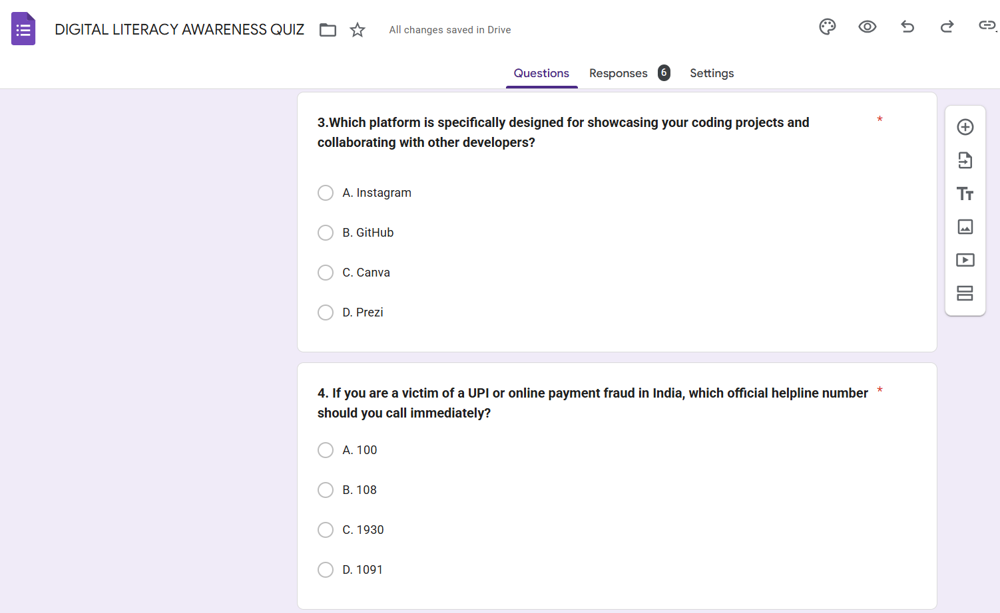 DIGITAL LITERACY AWARENESS QUIZ
All changes saved in Drive
Questions
Responses 6
Settings
3.Which platform is specifically designed for showcasing your coding projects and *
collaborating with other developers?
A. Instagram
B. GitHub
C. Canva
D. Prezi
Tт
4. If you are a victim of a UPI or online payment fraud in India, which official helpline number *
should you call immediately?
A. 100
B. 108
C. 1930
D. 1091